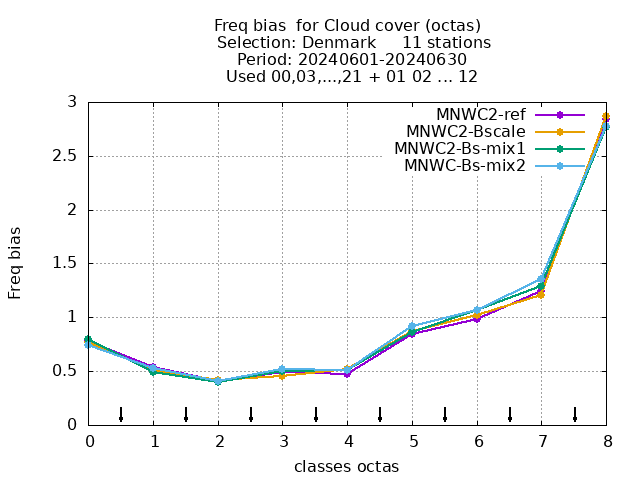 Freq bias  for Cloud cover (octas)
Selection: Denmark     11 stations
Period: 20240601-20240630
Used 00,03,...,21 + 01 02 ... 12
MNWC2-ref
MNWC2-Bscale
MNWC2-Bs-mix1
MNWC-Bs-mix2
Freq bias
3
2.5
2
1.5
1
0.5
0
0 1 2 3 4 5 6 7 8
classes octas